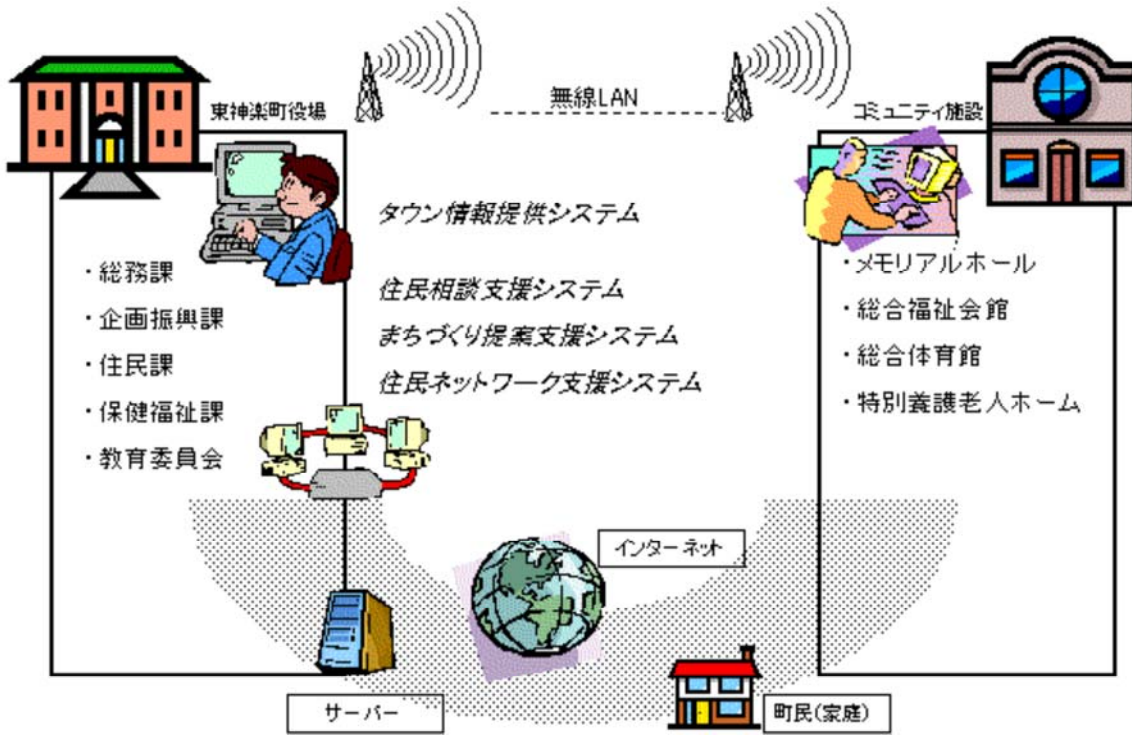 無線LAN
東神楽町役場
コミュニティ施設
タウン情報提供システム
住民相談支援システム
まちづくり提案支援システム
住民ネットワーク支援システム
・総務課
・企画振興課
・住民課
・保健福祉課
・教育委員会
・メモリアルホール
・総合福祉会館
・総合体育館
・特別養護老人ホーム
インターネット
サーバー
町民(家庭)